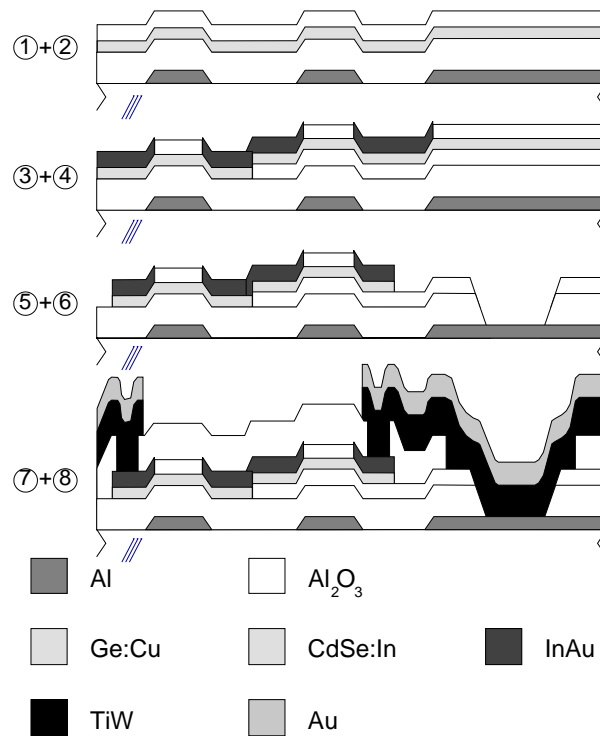 ①+②
③+④
⑤+⑥
⑦+⑧
Al
Al₂O₃
Ge:Cu
CdSe:In
InAu
TiW
Au